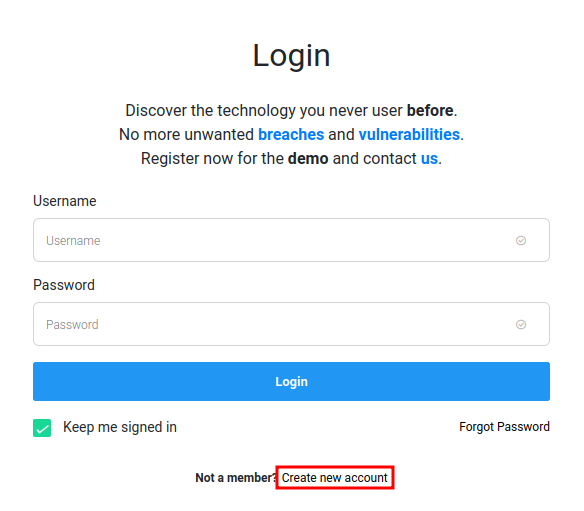 Login
Discover the technology you never user before.
No more unwanted breaches and vulnerabilities.
Register now for the demo and contact us.
Username
Username
Password
Password
Login
Keep me signed in
Forgot Password
Not a member? Create new account